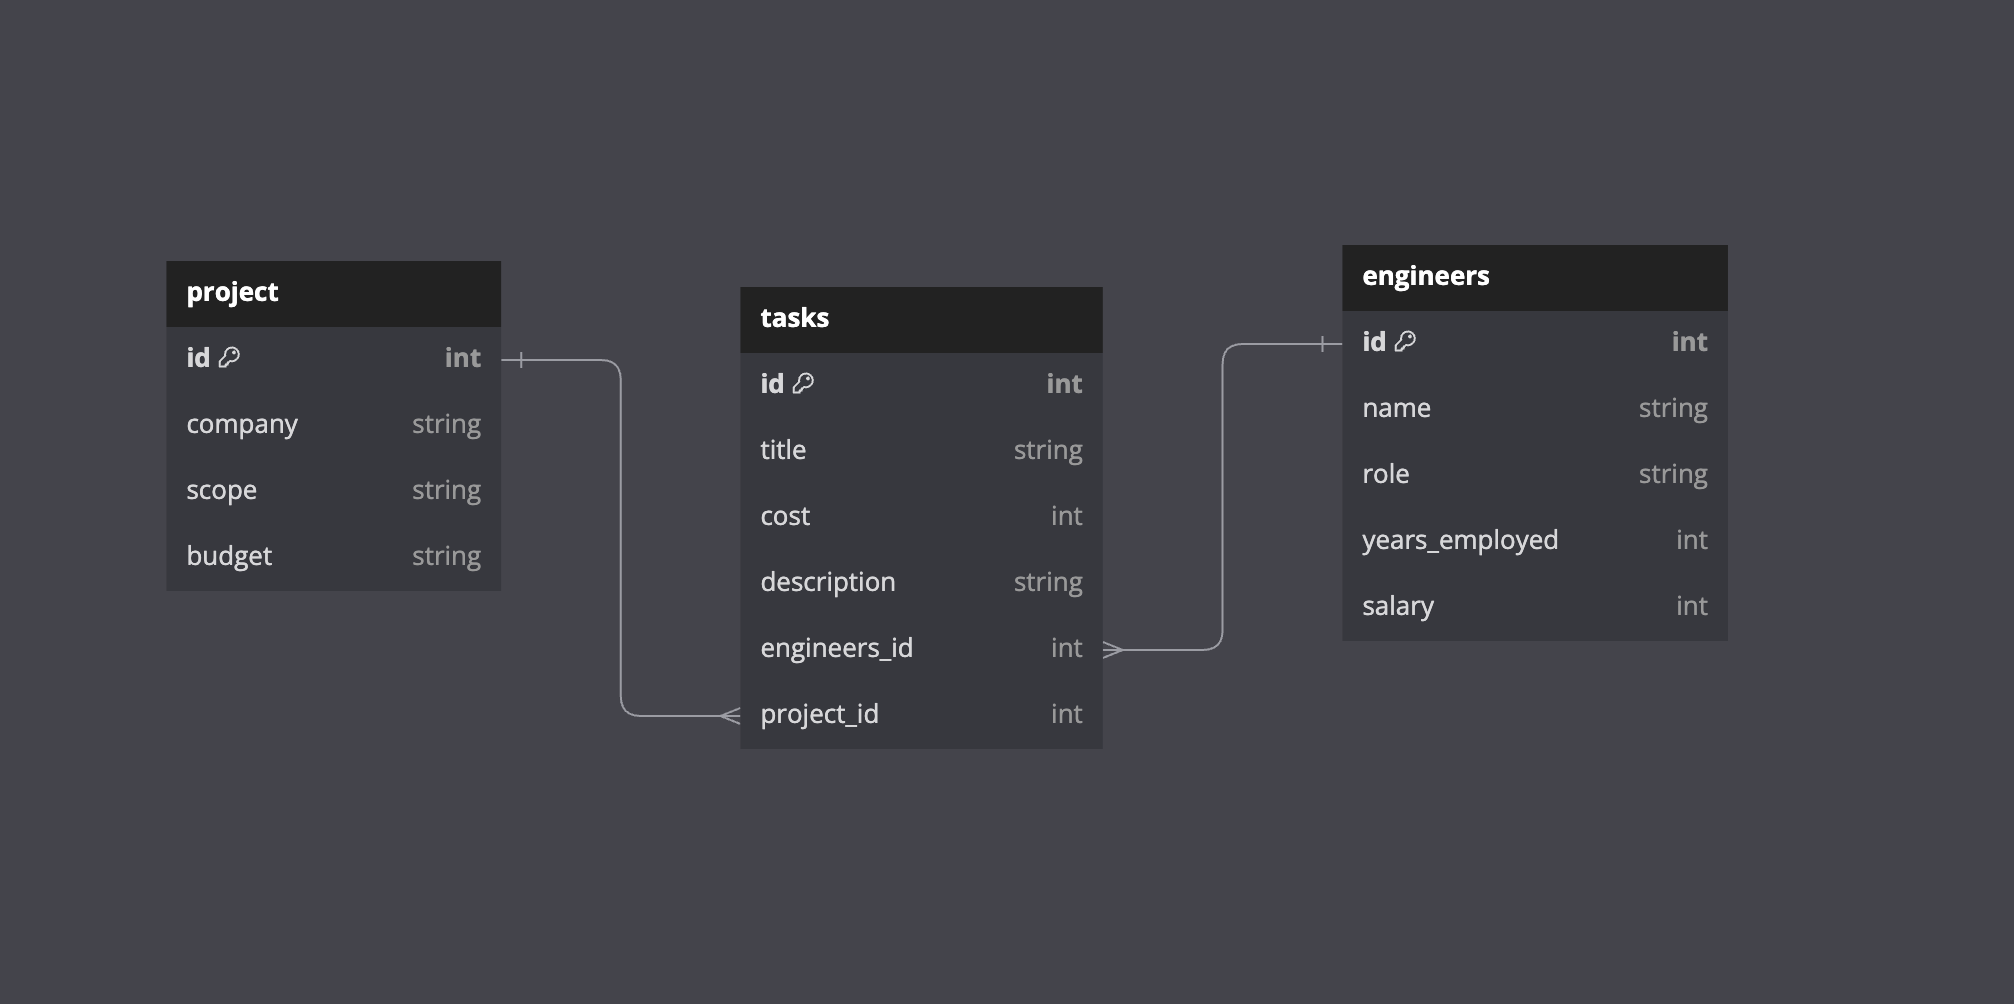 project
id int
company string
scope string
budget string
tasks
id int
title string
cost int
description string
engineers_id int
project_id int
engineers
id int
name string
role string
years_employed int
salary int